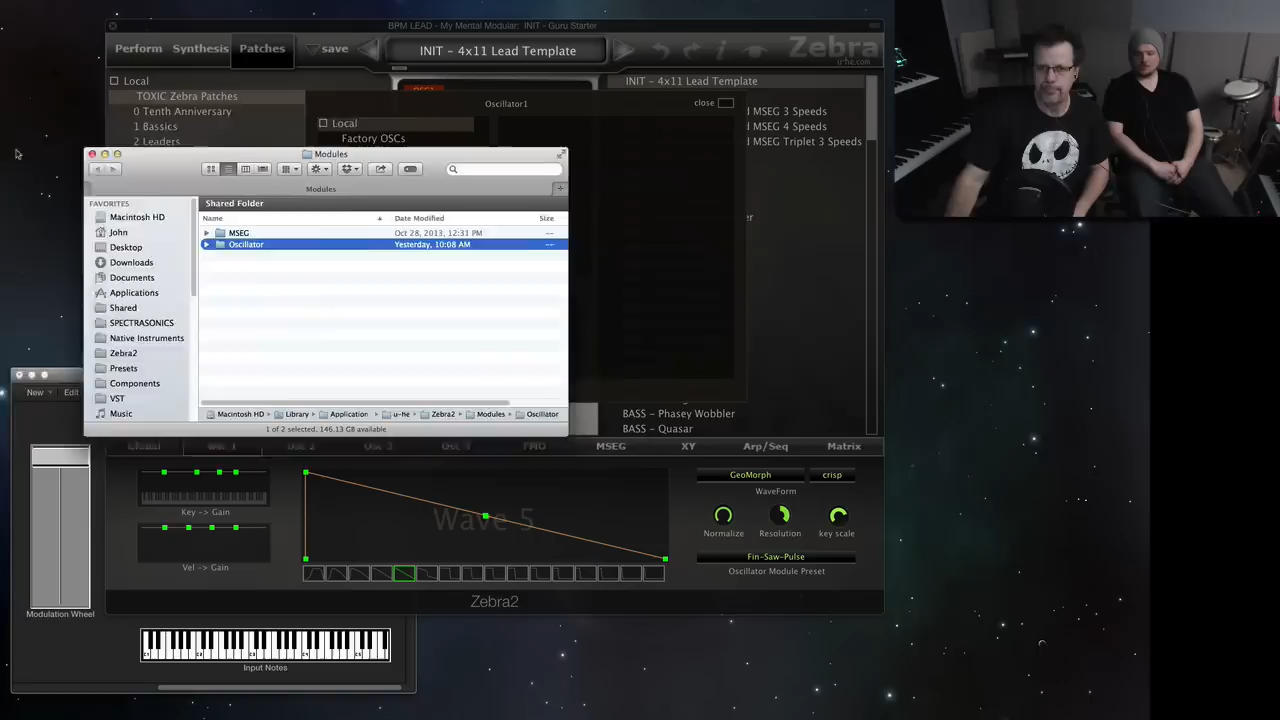 BPM LEAD - My Mental Modular: INIT - Guru Starter
Perform
Synthesis
Patches
save
INIT - 4x11 Lead Template
Zebra
u-he.com
Local
TOXIC Zebra Patches
0 Tenth Anniversary
1 Bassics
2 Leaders
Oscillator1
close
Local
Factory OSCs
INIT - 4x11 Lead Template
d MSEG 3 Speeds
d MSEG 4 Speeds
d MSEG Triplet 3 Speeds
Modules
Modules
FAVORITES
Macintosh HD
John
Desktop
Downloads
Documents
Applications
Shared
SPECTRASONICS
Native Instruments
Zebra2
Presets
Components
VST
Music
Shared Folder
Name
Date Modified
Size
MSEG
Oct 28, 2013, 12:31 PM
--
Oscillator
Yesterday, 10:08 AM
--
Macintosh HD
Library
Application
u-he
Zebra2
Modules
Oscillator
1 of 2 selected, 146.13 GB available
BASS - Phasey Wobbler
BASS - Quasar
New
Edit
MSEG
XY
Arp/Seq
Matrix
Key -> Gain
Vel -> Gain
Wave 5
GeoMorph
crisp
WaveForm
Normalize
Resolution
key scale
Fin-Saw-Pulse
Oscillator Module Preset
Zebra2
Modulation Wheel
Input Notes